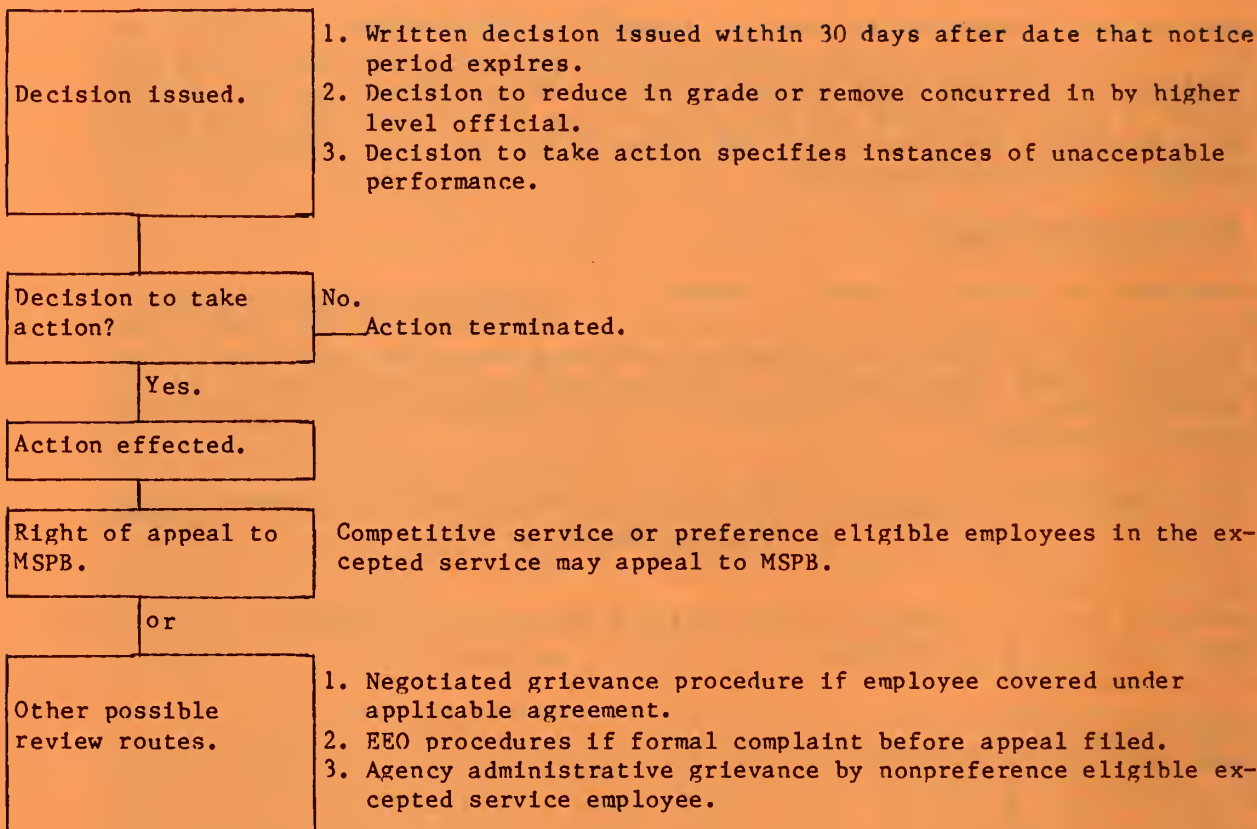 Decision issued.
1. Written decision issued within 30 days after date that notice
period expires.
2. Decision to reduce in grade or remove concurred in by higher
level official.
3. Decision to take action specifies instances of unacceptable
performance.
Decision to take
action?
No.
Action terminated.
Yes.
Action effected.
Right of appeal to
MSPB.
Competitive service or preference eligible employees in the ex-
cepted service may appeal to MSPB.
or
Other possible
review routes.
1. Negotiated grievance procedure if employee covered under
applicable agreement.
2. EEO procedures if formal complaint before appeal filed.
3. Agency administrative grievance by nonpreference eligible ex-
cepted service employee.